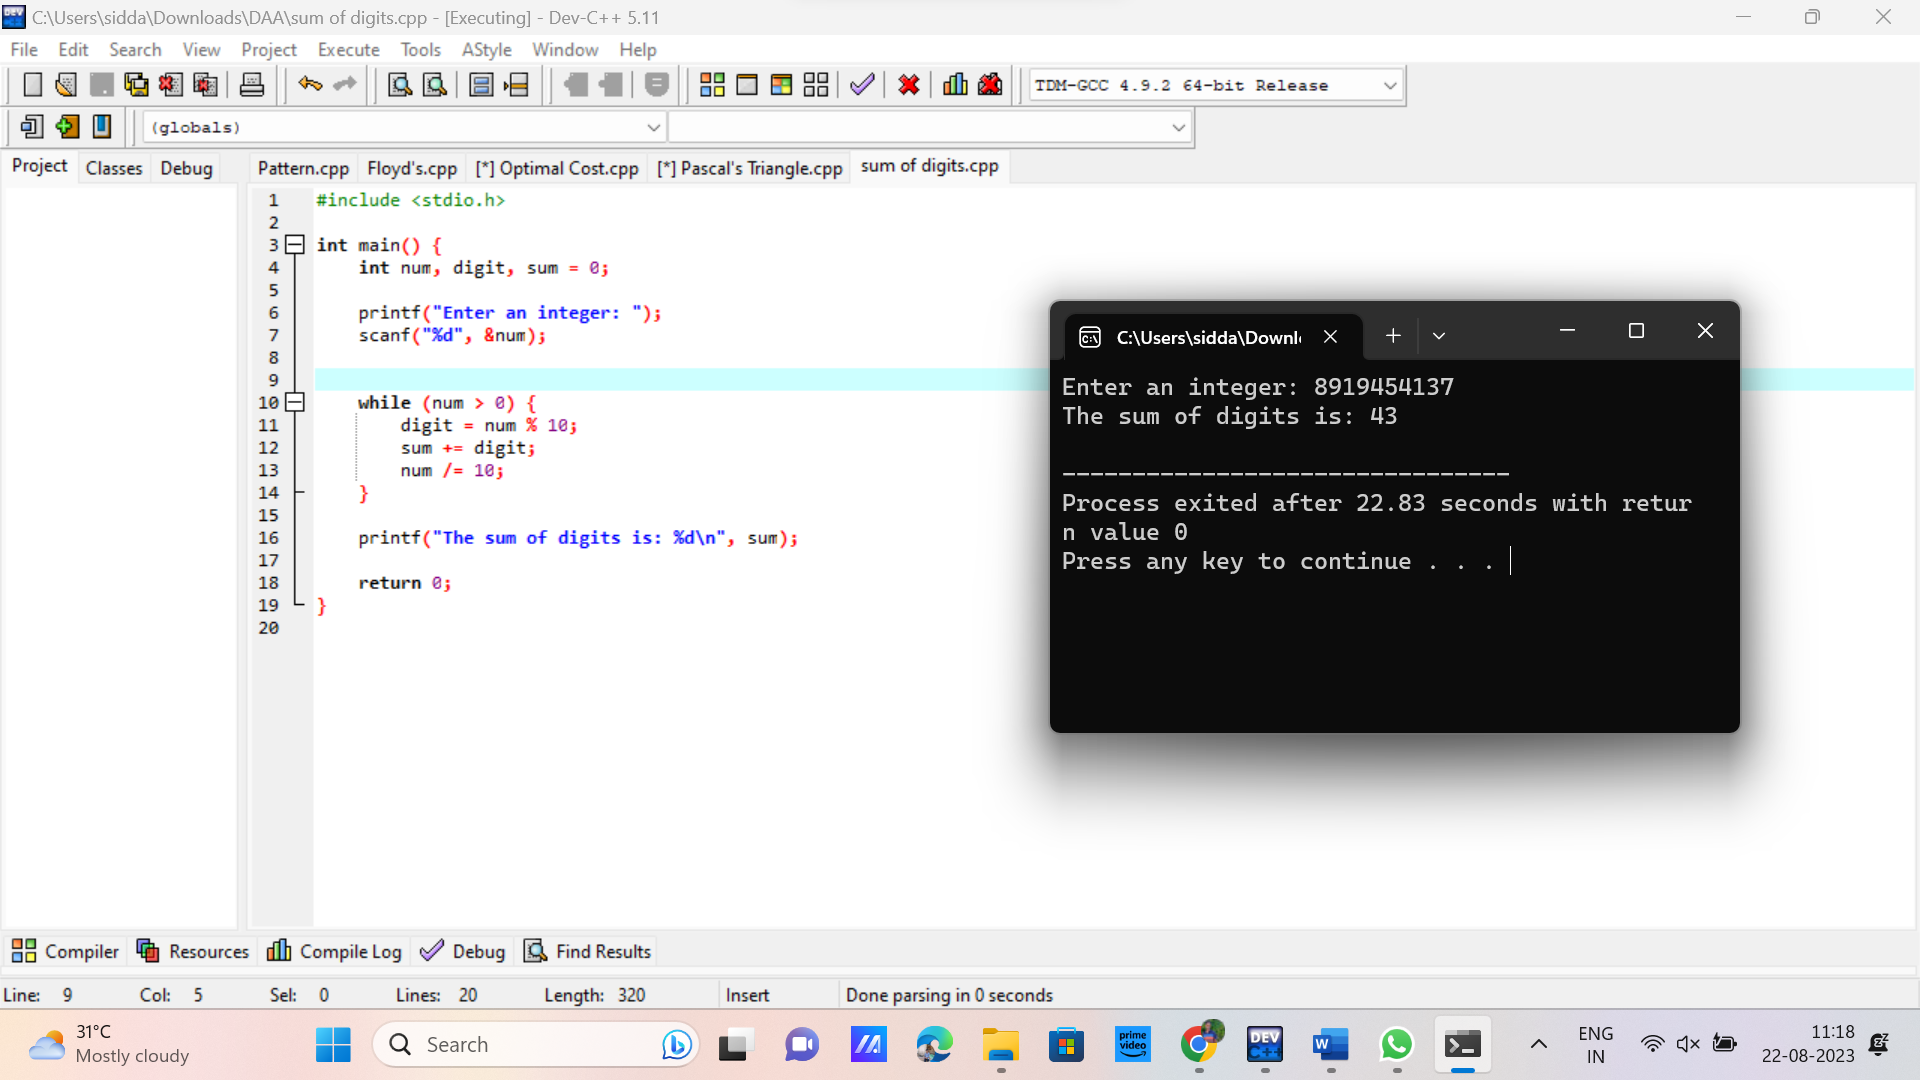 C:\Users\sidda\Downloads\DAA\sum of digits.cpp - [Executing] - Dev-C++ 5.11
File Edit Search View Project Execute Tools AStyle Window Help
TDM-GCC 4.9.2 64-bit Release
(globals)
Project Classes Debug
Pattern.cpp Floyd's.cpp [*] Optimal Cost.cpp [*] Pascal's Triangle.cpp sum of digits.cpp
1 #include <stdio.h>
2
3 int main() {
4 int num, digit, sum = 0;
5
6 printf("Enter an integer: ");
7 scanf("%d", &num);
8
9
10 while (num > 0) {
11 digit = num % 10;
12 sum += digit;
13 num /= 10;
14 }
15
16 printf("The sum of digits is: %d\n", sum);
17
18 return 0;
19 }
20
C:\Users\sidda\Downl
Enter an integer: 8919454137
The sum of digits is: 43
--------------------------------
Process exited after 22.83 seconds with retur
n value 0
Press any key to continue . . .
Compiler Resources Compile Log Debug Find Results
Line: 9 Col: 5 Sel: 0 Lines: 20 Length: 320 Insert Done parsing in 0 seconds
31°C
Mostly cloudy
Search
prime
video
DEV
C++
W
ENG
IN
11:18
22-08-2023